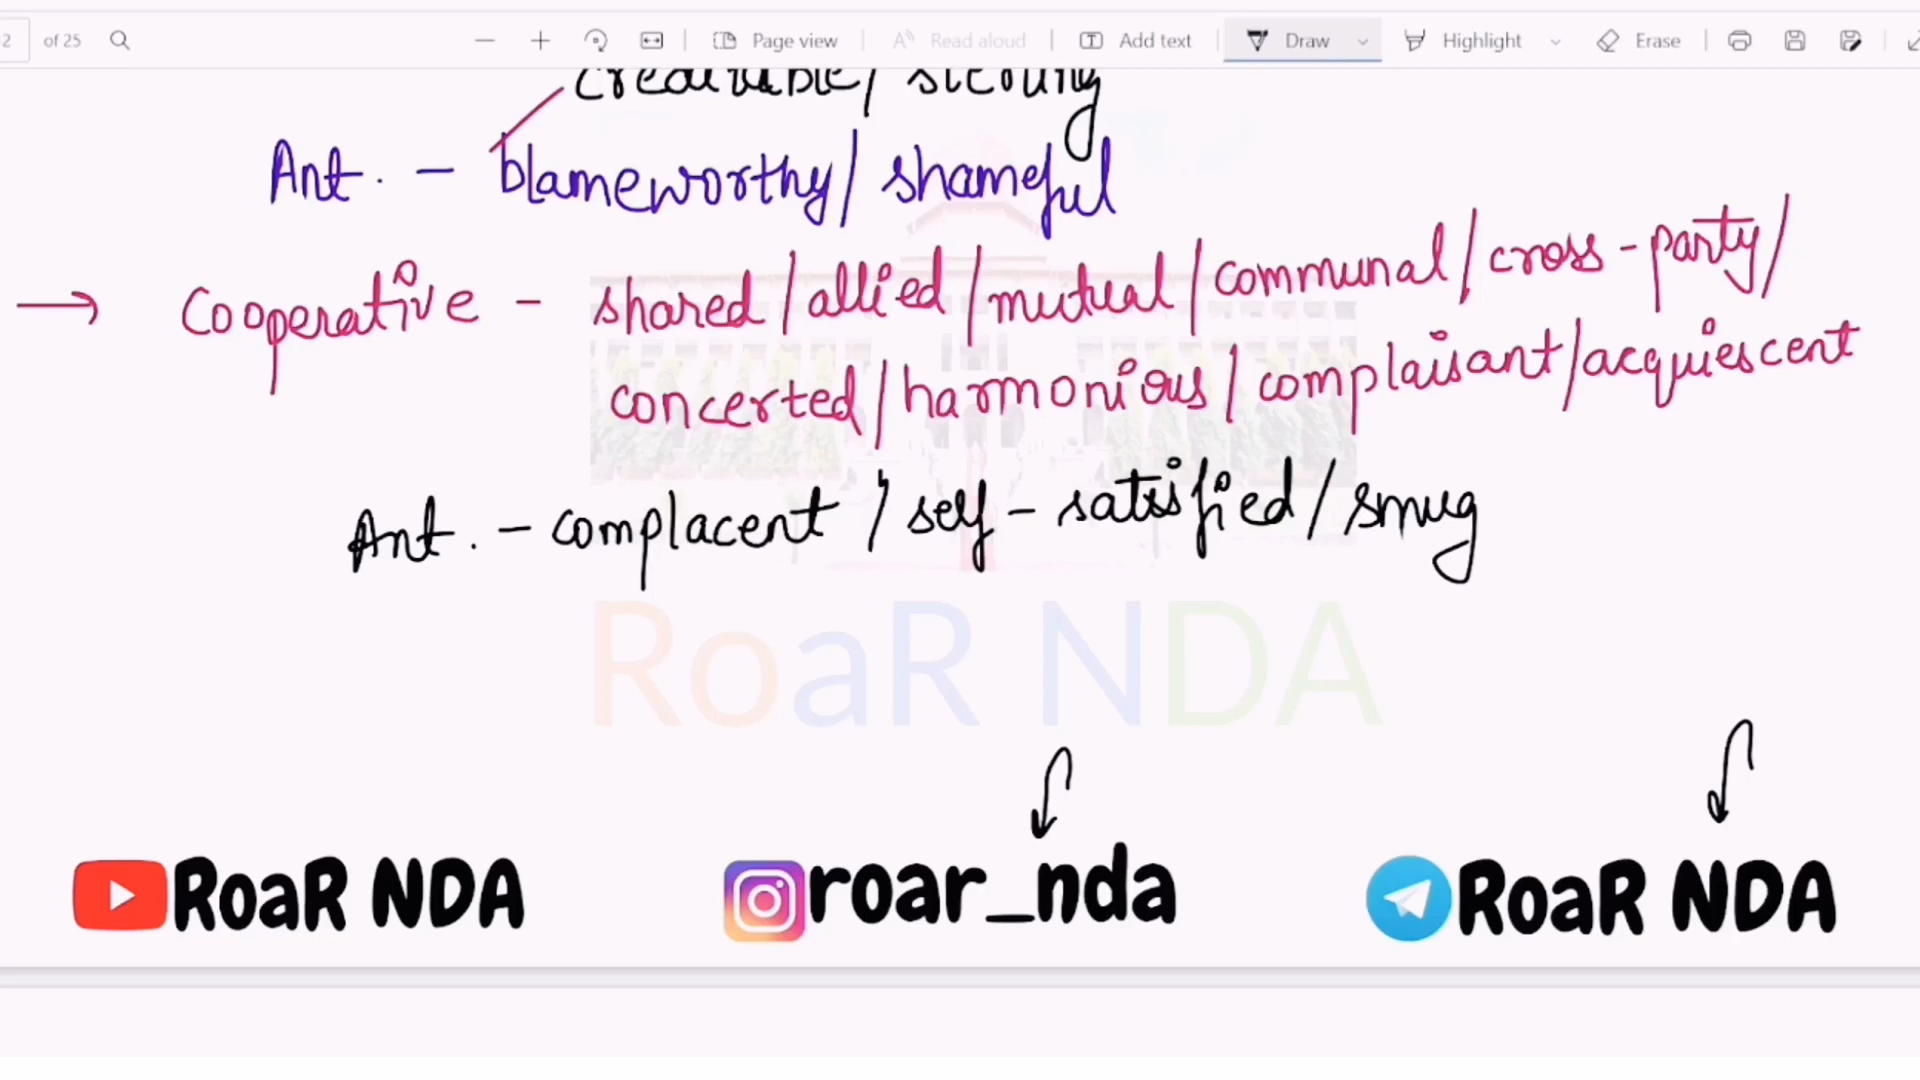 2 of 25 Page view Read aloud Add text Draw Highlight Erase
creditable/ sterling
Ant. - blameworthy/ shameful
→ Cooperative - shared/allied/mutual/communal/cross-party/
concerted/harmonious/complaisant/acquiescent
Ant. - complacent/self-satisfied/smug
RoaR NDA
RoaR NDA roar_nda RoaR NDA